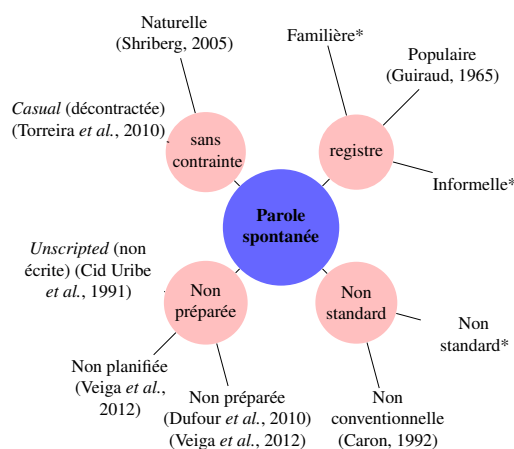 Naturelle
(Shriberg, 2005)
Familière*
Populaire
(Guiraud, 1965)
Casual (décontractée)
(Torreira et al., 2010)
sans
contrainte
registre
Informelle*
Parole
spontanée
Unscripted (non
écrite) (Cid Uribe
et al., 1991)
Non
préparée
Non
standard
Non
standard*
Non planifiée
(Veiga et al.,
2012)
Non préparée
(Dufour et al., 2010)
(Veiga et al., 2012)
Non
conventionnelle
(Caron, 1992)